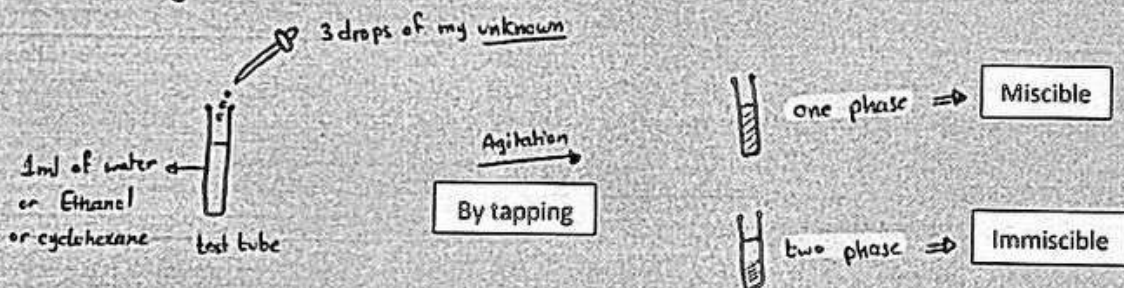 3 drops of my unknown
1ml of water
or Ethanol
or cyclohexane
test tube
Agitation
By tapping
one phase ⇒ Miscible
two phase ⇒ Immiscible